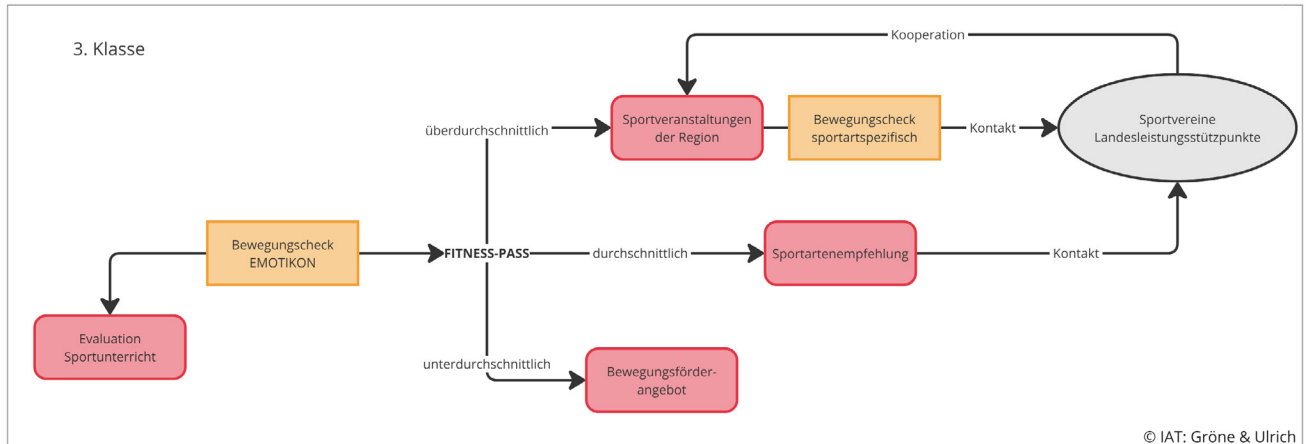 3. Klasse
Kooperation
überdurchschnittlich
Sportveranstaltungen
der Region
Bewegungscheck
sportartspezifisch
Kontakt
Sportvereine
Landesleistungsstützpunkte
Bewegungscheck
EMOTIKON
FITNESS-PASS
durchschnittlich
Sportartenempfehlung
Kontakt
Evaluation
Sportunterricht
unterdurchschnittlich
Bewegungsförder-
angebot
© IAT: Gröne & Ulrich